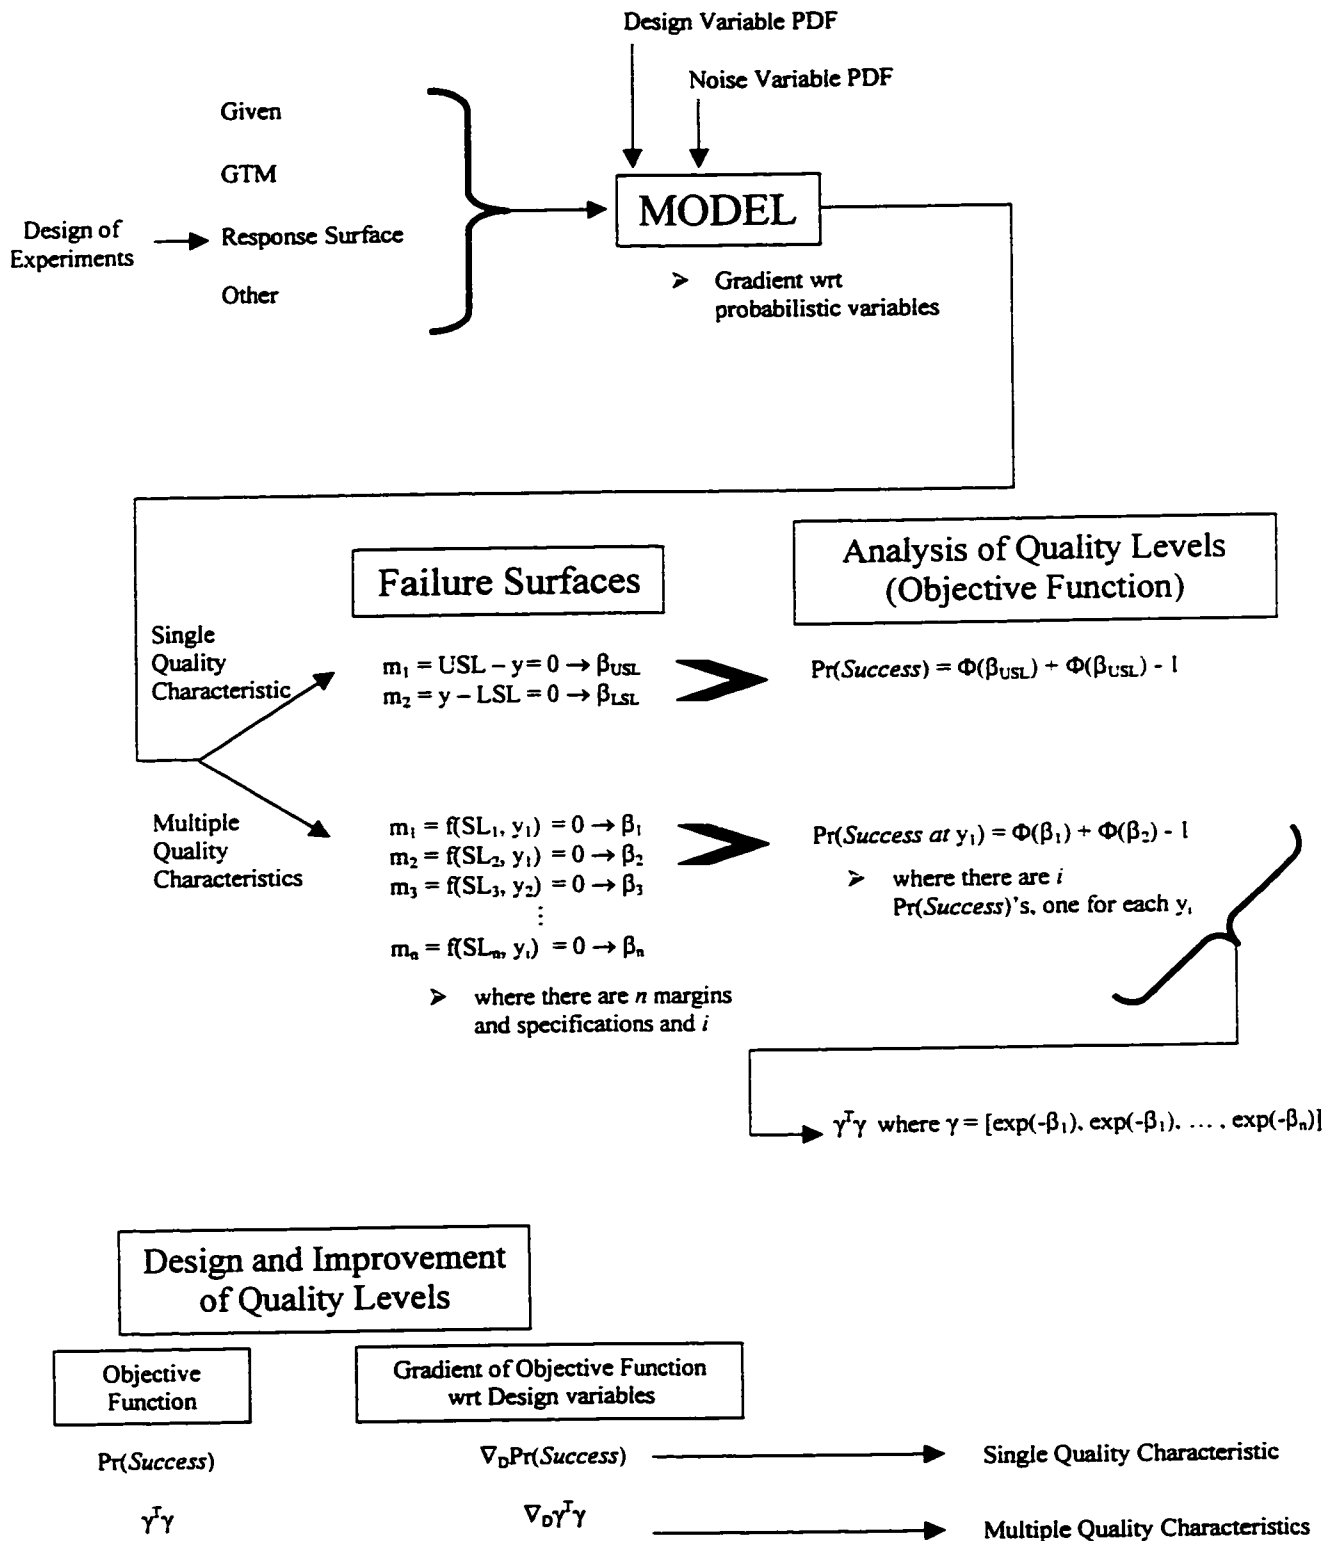 Design Variable PDF
Noise Variable PDF
Given
GTM
Design of
Experiments
Response Surface
Other
MODEL
➢ Gradient wrt
probabilistic variables
Failure Surfaces
Analysis of Quality Levels
(Objective Function)
Single
Quality
Characteristic
m₁ = USL – y = 0 → β_USL
m₂ = y – LSL = 0 → β_LSL
Pr(Success) = Φ(β_USL) + Φ(β_USL) - 1
Multiple
Quality
Characteristics
m₁ = f(SL₁, y₁) = 0 → β₁
m₂ = f(SL₂, y₁) = 0 → β₂
m₃ = f(SL₃, y₂) = 0 → β₃
⋮
mₙ = f(SLₙ, yᵢ) = 0 → βₙ
➢ where there are n margins
and specifications and i
Pr(Success at y₁) = Φ(β₁) + Φ(β₂) - 1
➢ where there are i
Pr(Success)'s, one for each yᵢ
γᵀγ where γ = [exp(-β₁), exp(-β₁), …, exp(-βₙ)]
Design and Improvement
of Quality Levels
Objective
Function
Gradient of Objective Function
wrt Design variables
Pr(Success)
∇_D Pr(Success)
Single Quality Characteristic
γᵀγ
∇_D γᵀγ
Multiple Quality Characteristics